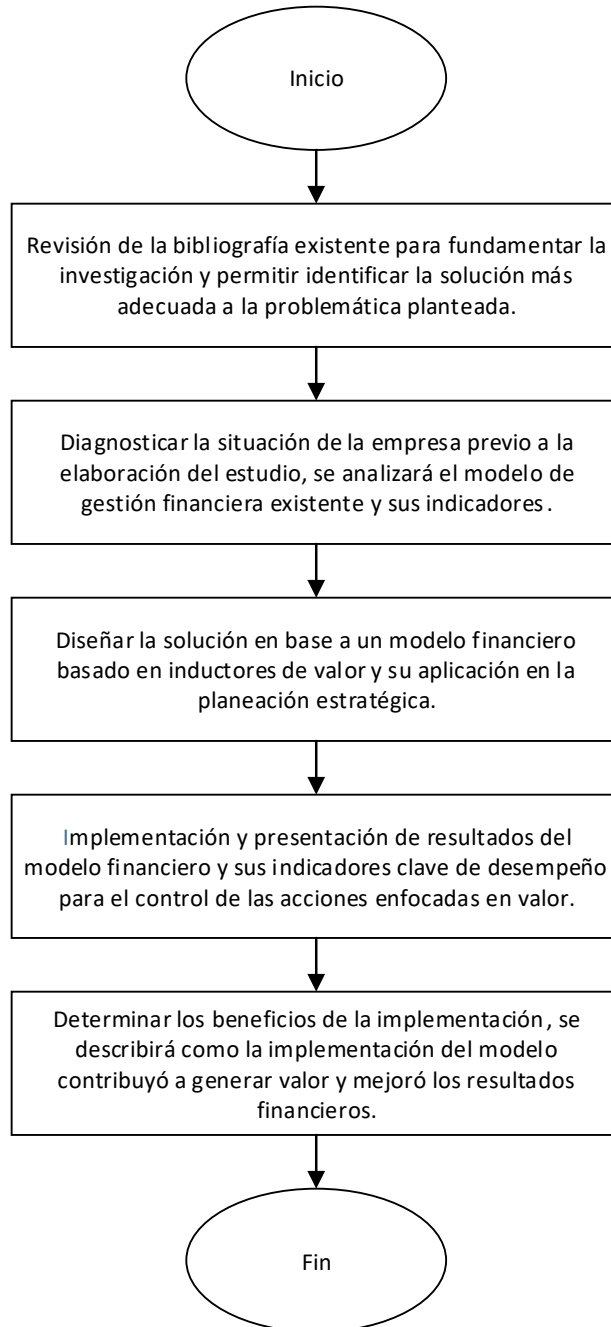 Inicio
Revisión de la bibliografía existente para fundamentar la
investigación y permitir identificar la solución más
adecuada a la problemática planteada.
Diagnosticar la situación de la empresa previo a la
elaboración del estudio, se analizará el modelo de
gestión financiera existente y sus indicadores.
Diseñar la solución en base a un modelo financiero
basado en inductores de valor y su aplicación en la
planeación estratégica.
Implementación y presentación de resultados del
modelo financiero y sus indicadores clave de desempeño
para el control de las acciones enfocadas en valor.
Determinar los beneficios de la implementación, se
describirá como la implementación del modelo
contribuyó a generar valor y mejoró los resultados
financieros.
Fin